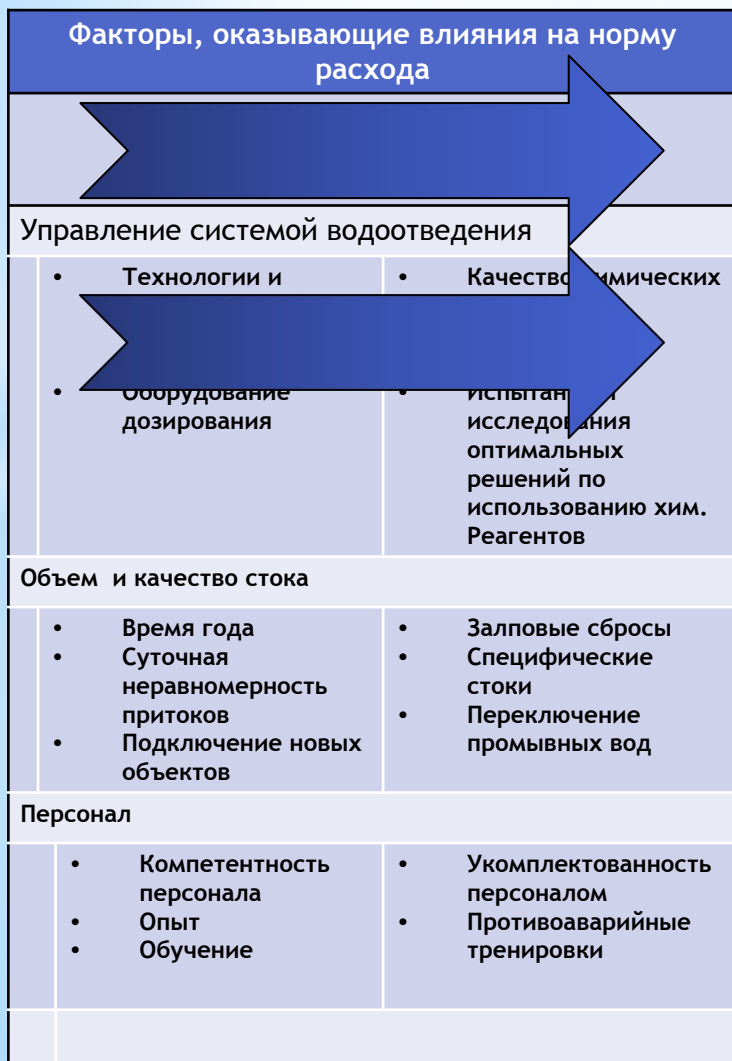 Факторы, оказывающие влияния на норму
расхода
Управление системой водоотведения
• Технологии и
• Оборудование
дозирования
• Качество
•
исследования
оптимальных
решений по
использованию хим.
Реагентов
Объем и качество стока
• Время года
• Суточная
неравномерность
притоков
• Подключение новых
объектов
• Залповые сбросы
• Специфические
стоки
• Переключение
промывных вод
Персонал
• Компетентность
персонала
• Опыт
• Обучение
• Укомплектованность
персоналом
• Противоаварийные
тренировки